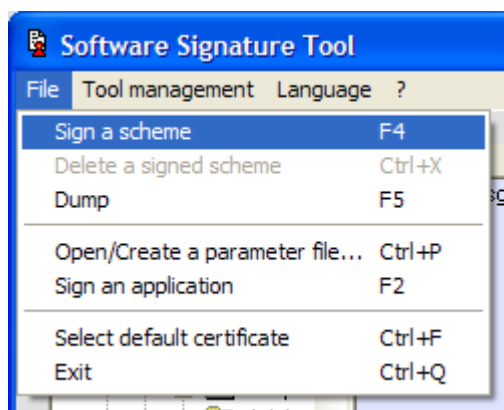 Software Signature Tool
File Tool management Language ?
Sign a scheme F4
Delete a signed scheme Ctrl+X
Dump F5
Open/Create a parameter file... Ctrl+P
Sign an application F2
Select default certificate Ctrl+F
Exit Ctrl+Q